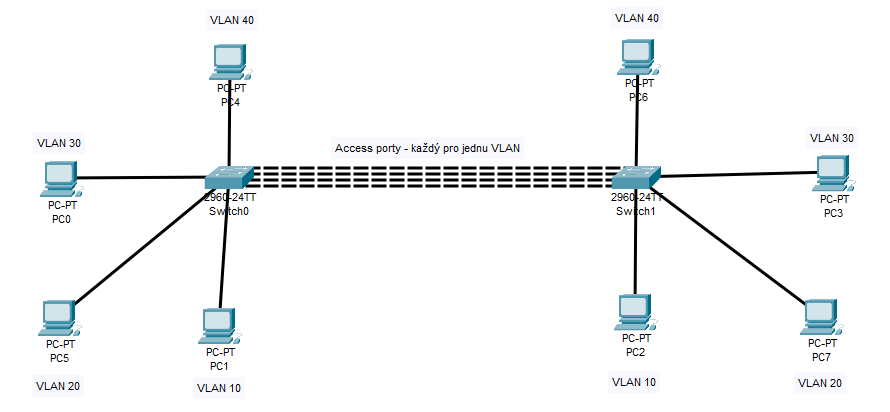 VLAN 40
VLAN 40
PC-PT
PC4
PC-PT
PC6
Access porty - každý pro jednu VLAN
VLAN 30
VLAN 30
PC-PT
PC0
2960-24TT
Switch0
2960-24TT
Switch1
PC-PT
PC3
PC-PT
PC5
PC-PT
PC1
PC-PT
PC2
PC-PT
PC7
VLAN 20
VLAN 10
VLAN 10
VLAN 20